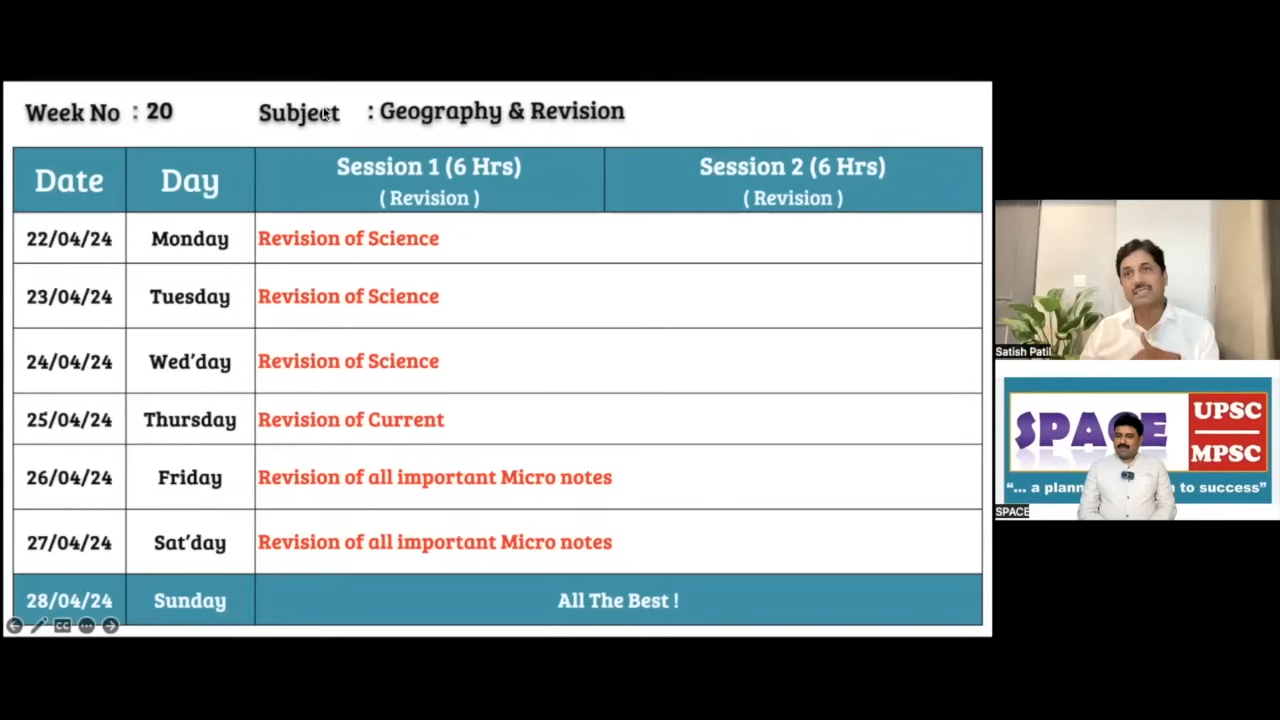 Week No : 20 Subject : Geography & Revision
Date Day Session 1 (6 Hrs) Session 2 (6 Hrs)
( Revision ) ( Revision )
22/04/24 Monday Revision of Science
23/04/24 Tuesday Revision of Science
24/04/24 Wed’day Revision of Science
25/04/24 Thursday Revision of Current
26/04/24 Friday Revision of all important Micro notes
27/04/24 Sat’day Revision of all important Micro notes
28/04/24 Sunday All The Best !
CC
Satish Patil
SPACE UPSC
MPSC
“... a to success”
SPACE